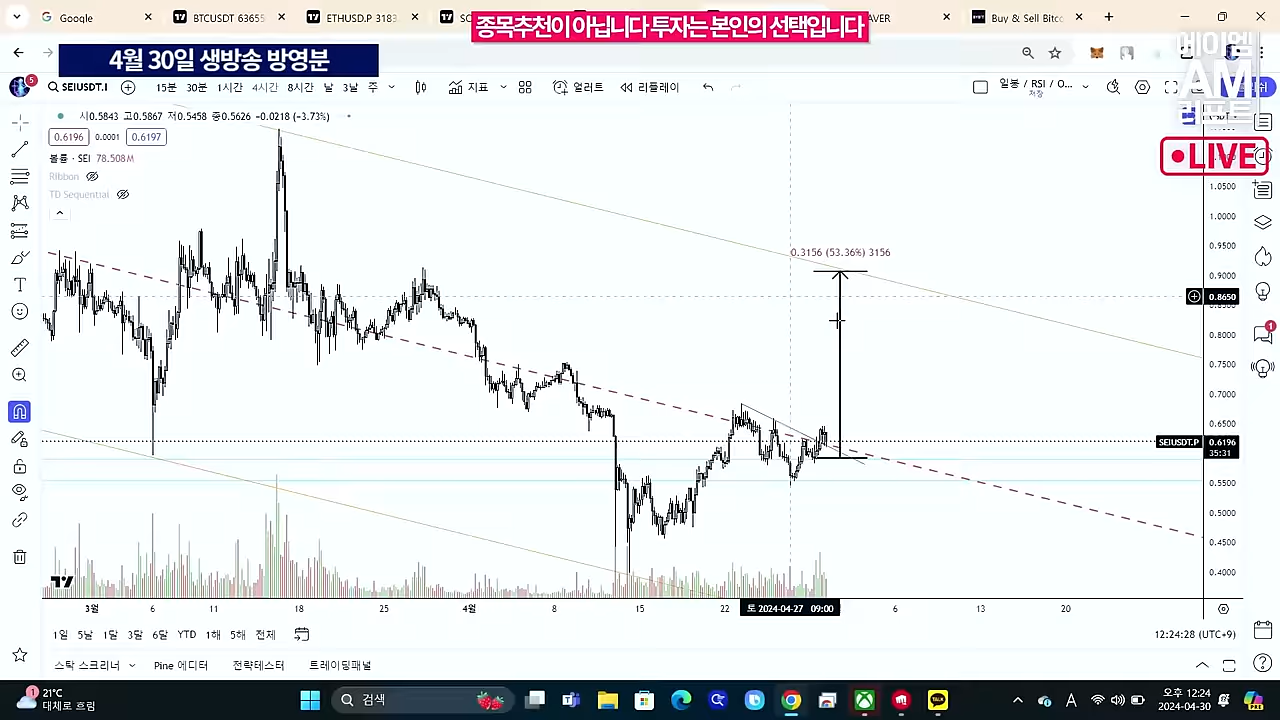 Google
BTCUSDT 63655
ETHUSD.P 3183
AVER
Buy & Sell Bitco
종목추천이 아닙니다 투자는 본인의 선택입니다
4월 30일 생방송 방영분
에이엠
AM
리포트
LIVE
SEIUSDT.P
15분 30분 1시간 4시간 8시간 날 3날 주
지표
얼러트
리플레이
일봉 / RSI / O...
저장
시0.5843 고0.5867 저0.5458 종0.5626 -0.0218 (-3.73%)
0.6196 0.0001 0.6197
볼륨 · SEI 78.508M
Ribbon
TD Sequential
0.3156 (53.36%) 3156
1.0500
1.0000
0.9500
0.9000
0.8650
0.8000
0.7500
0.7000
0.6500
SEIUSDT.P 0.6196
35:31
0.5500
0.5000
0.4500
0.4000
3월 6 11 18 25 4월 8 15 22 토 2024-04-27 09:00 6 13 20
1일 5날 1달 3달 6달 YTD 1해 5해 전체
12:24:28 (UTC+9)
스탁 스크리너 Pine 에디터 전략테스터 트레이딩패널
21°C
대체로 흐림
검색
오후 12:24
2024-04-30